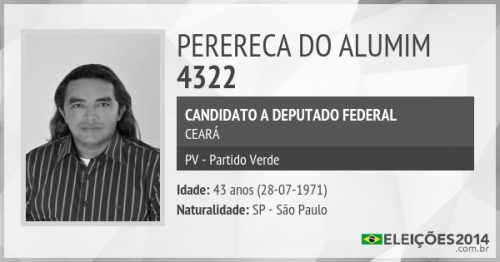 PERERECA DO ALUMIM
4322
CANDIDATO A DEPUTADO FEDERAL
CEARÁ
PV - Partido Verde
Idade: 43 anos (28-07-1971)
Naturalidade: SP - São Paulo
ELEIÇÕES2014
.com.br